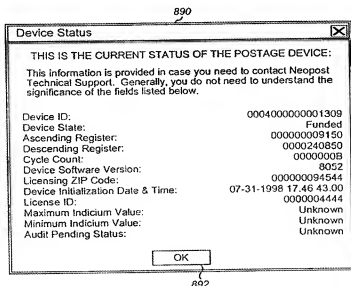 890
Device Status
THIS IS THE CURRENT STATUS OF THE POSTAGE DEVICE:
This information is provided in case you need to contact Neopost
Technical Support. Generally, you do not need to understand the
significance of the fields listed below.
Device ID: 0004000000001309
Device State: Funded
Ascending Register: 000000009150
Descending Register: 0000240850
Cycle Count: 0000000B
Device Software Version: 8052
Licensing ZIP Code: 000000094544
Device Initialization Date & Time: 07-31-1998 17.46 43.00
License ID: 0000004444
Maximum Indicium Value: Unknown
Minimum Indicium Value: Unknown
Audit Pending Status: Unknown
OK
892